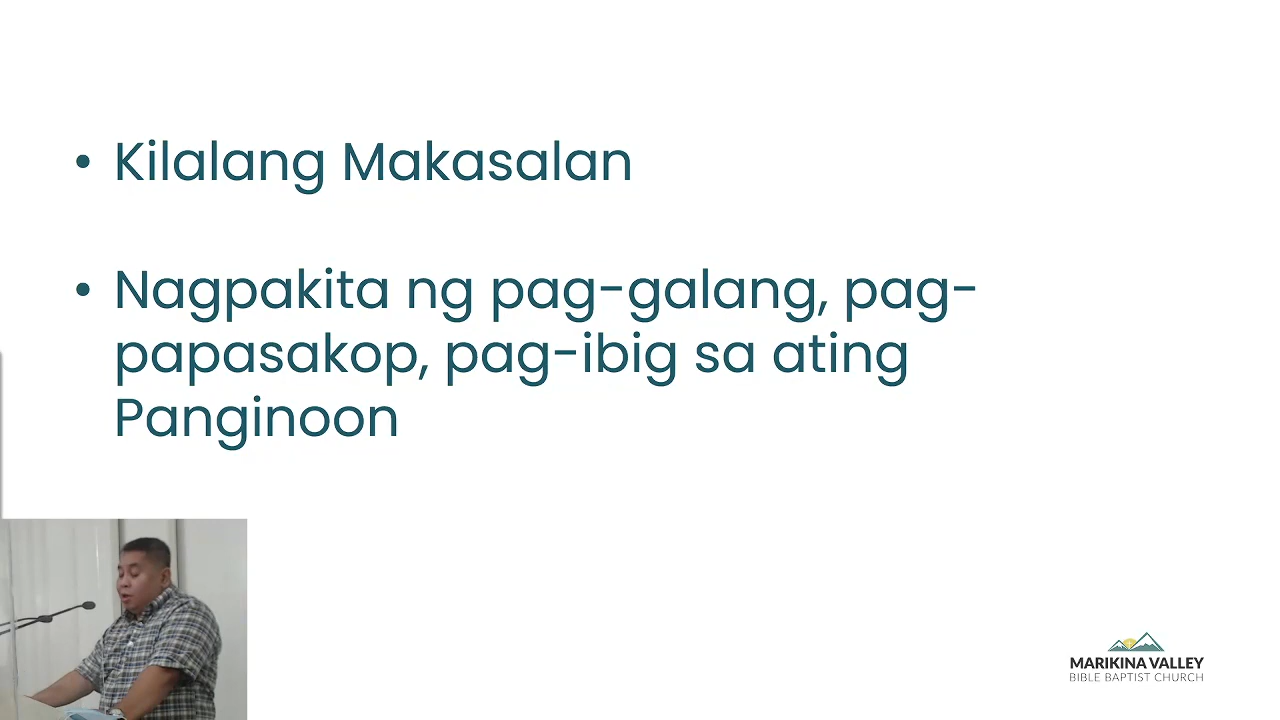 • Kilalang Makasalan
• Nagpakita ng pag-galang, pag-
papasakop, pag-ibig sa ating
Panginoon
MARIKINA VALLEY
BIBLE BAPTIST CHURCH